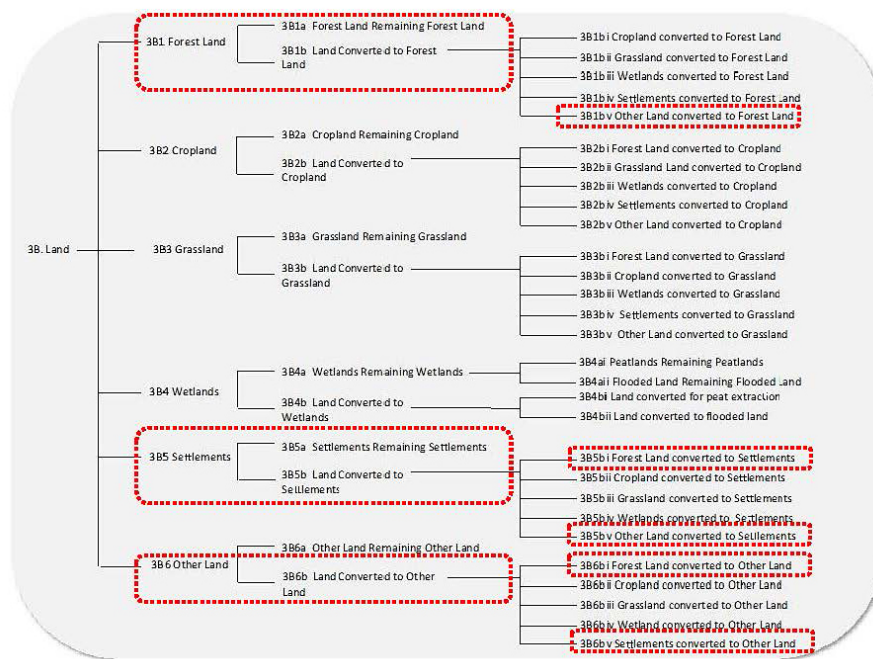 3B. Land
3B1 Forest Land
3B1a Forest Land Remaining Forest Land
3B1b Land Converted to Forest
Land
3B1bi Cropland converted to Forest Land
3B1bii Grassland converted to Forest Land
3B1biii Wetlands converted to Forest Land
3B1biv Settlements converted to Forest Land
3B1bv Other Land converted to Forest Land
3B2 Cropland
3B2a Cropland Remaining Cropland
3B2b Land Converted to
Cropland
3B2bi Forest Land converted to Cropland
3B2bii Grassland Land converted to Cropland
3B2biii Wetlands converted to Cropland
3B2biv Settlements converted to Cropland
3B2bv Other Land converted to Cropland
3B3 Grassland
3B3a Grassland Remaining Grassland
3B3b Land Converted to
Grassland
3B3bi Forest Land converted to Grassland
3B3bii Cropland converted to Grassland
3B3biii Wetlands converted to Grassland
3B3biv Settlements converted to Grassland
3B3bv Other Land converted to Grassland
3B4 Wetlands
3B4a Wetlands Remaining Wetlands
3B4b Land Converted to
Wetlands
3B4ai Peatlands Remaining Peatlands
3B4aii Flooded Land Remaining Flooded Land
3B4bi Land converted for peat extraction
3B4bii Land converted to flooded land
3B5 Settlements
3B5a Settlements Remaining Settlements
3B5b Land Converted to
Settlements
3B5bi Forest Land converted to Settlements
3B5bii Cropland converted to Settlements
3B5biii Grassland converted to Settlements
3B5biv Wetlands converted to Settlements
3B5bv Other Land converted to Settlements
3B6 Other Land
3B6a Other Land Remaining Other Land
3B6b Land Converted to Other
Land
3B6bi Forest Land converted to Other Land
3B6bii Cropland converted to Other Land
3B6biii Grassland converted to Other Land
3B6biv Wetland converted to Other Land
3B6bv Settlements converted to Other Land